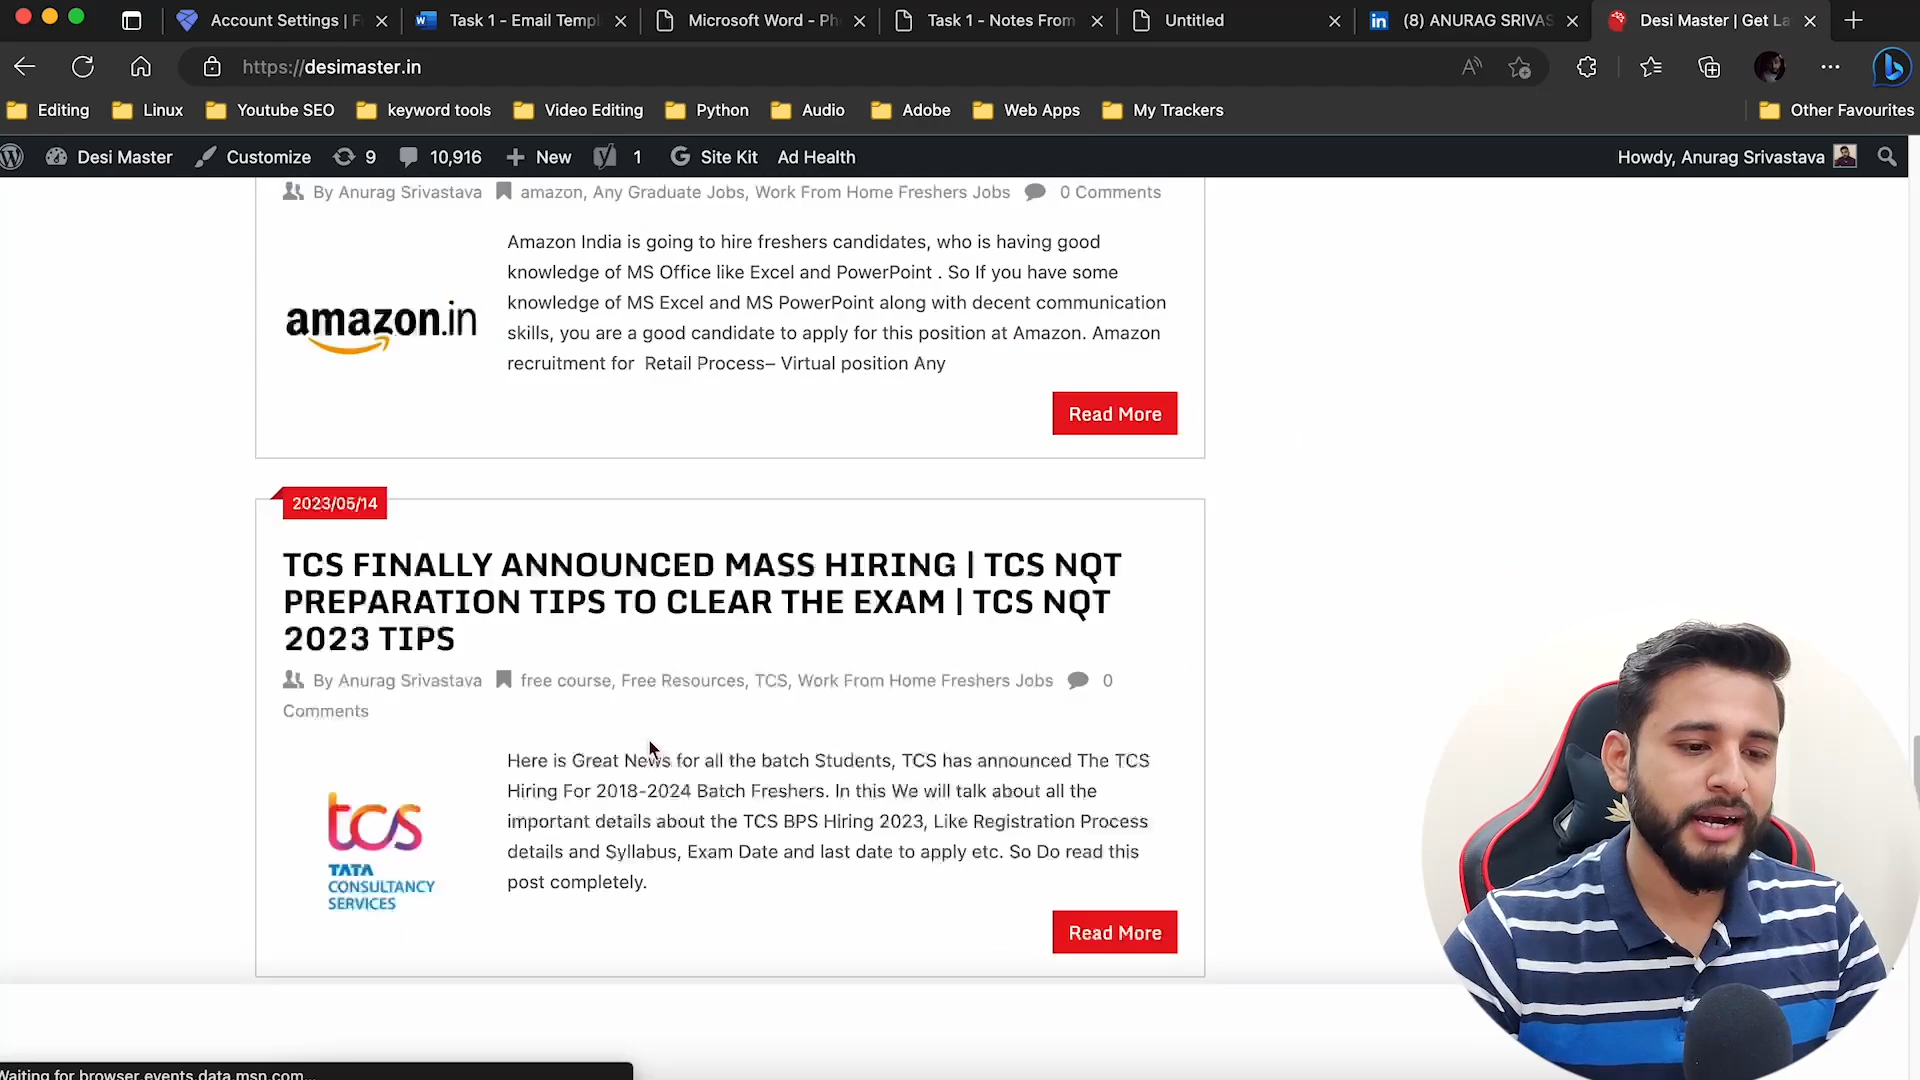 Account Settings | F
Task 1 - Email Templ
Microsoft Word - Ph
Task 1 - Notes From
Untitled
(8) ANURAG SRIVAS
Desi Master | Get La
https://desimaster.in
Editing
Linux
Youtube SEO
keyword tools
Video Editing
Python
Audio
Adobe
Web Apps
My Trackers
Other Favourites
Desi Master
Customize
9
10,916
New
1
Site Kit
Ad Health
Howdy, Anurag Srivastava
By Anurag Srivastava amazon, Any Graduate Jobs, Work From Home Freshers Jobs 0 Comments
amazon.in
Amazon India is going to hire freshers candidates, who is having good
knowledge of MS Office like Excel and PowerPoint . So If you have some
knowledge of MS Excel and MS PowerPoint along with decent communication
skills, you are a good candidate to apply for this position at Amazon. Amazon
recruitment for Retail Process– Virtual position Any
Read More
2023/05/14
TCS FINALLY ANNOUNCED MASS HIRING | TCS NQT
PREPARATION TIPS TO CLEAR THE EXAM | TCS NQT
2023 TIPS
By Anurag Srivastava free course, Free Resources, TCS, Work From Home Freshers Jobs 0
Comments
tcs
TATA
CONSULTANCY
SERVICES
Here is Great News for all the batch Students, TCS has announced The TCS
Hiring For 2018-2024 Batch Freshers. In this We will talk about all the
important details about the TCS BPS Hiring 2023, Like Registration Process
details and Syllabus, Exam Date and last date to apply etc. So Do read this
post completely.
Read More
Waiting for browser.events.data.msn.com...